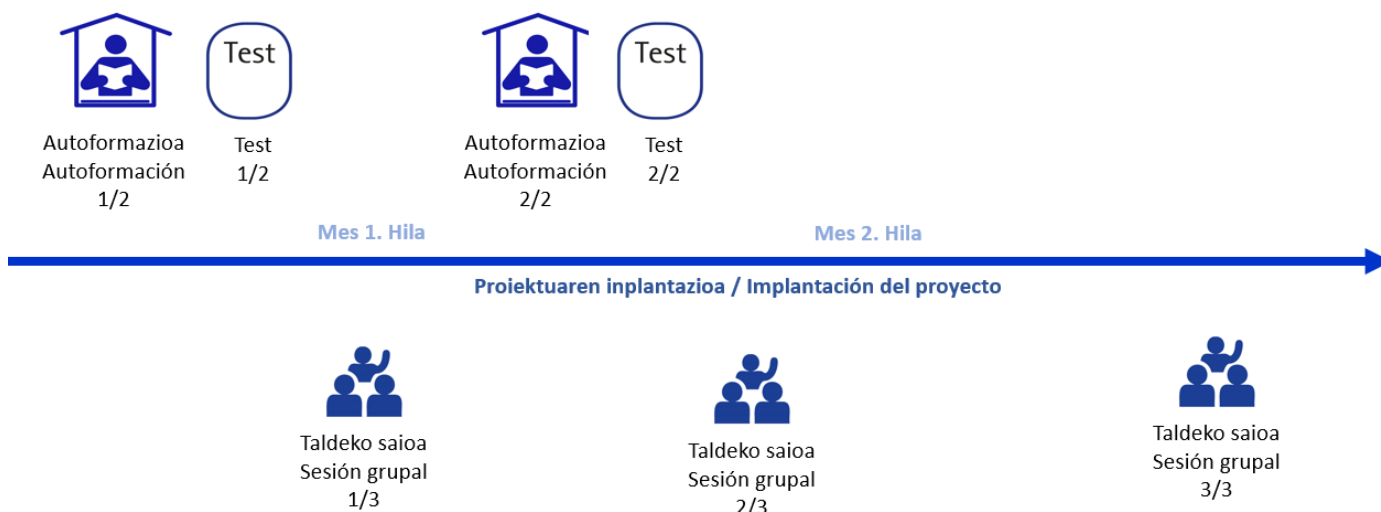 Test
Test
Autoformazioa
Autoformación
1/2
Test
1/2
Autoformazioa
Autoformación
2/2
Test
2/2
Mes 1. Hila
Mes 2. Hila
Proiektuaren inplantazioa / Implantación del proyecto
Taldeko saioa
Sesión grupal
1/3
Taldeko saioa
Sesión grupal
2/3
Taldeko saioa
Sesión grupal
3/3